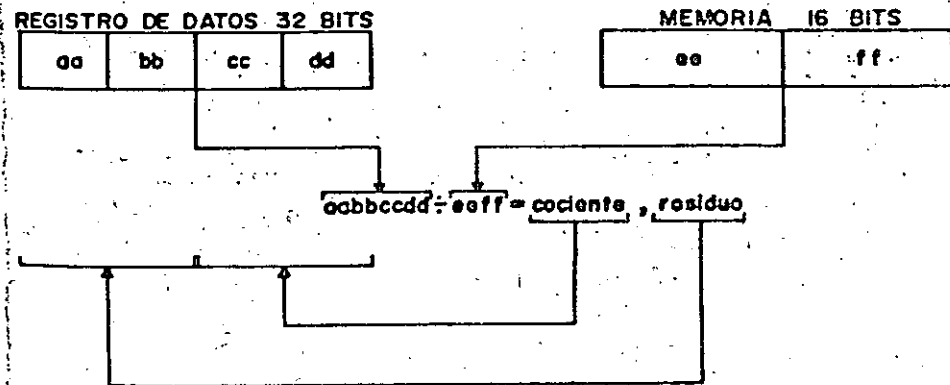 REGISTRO DE DATOS 32 BITS
MEMORIA 16 BITS
aa bb cc dd
ee ff
aabbccdd ÷ eeff = cociente , residuo